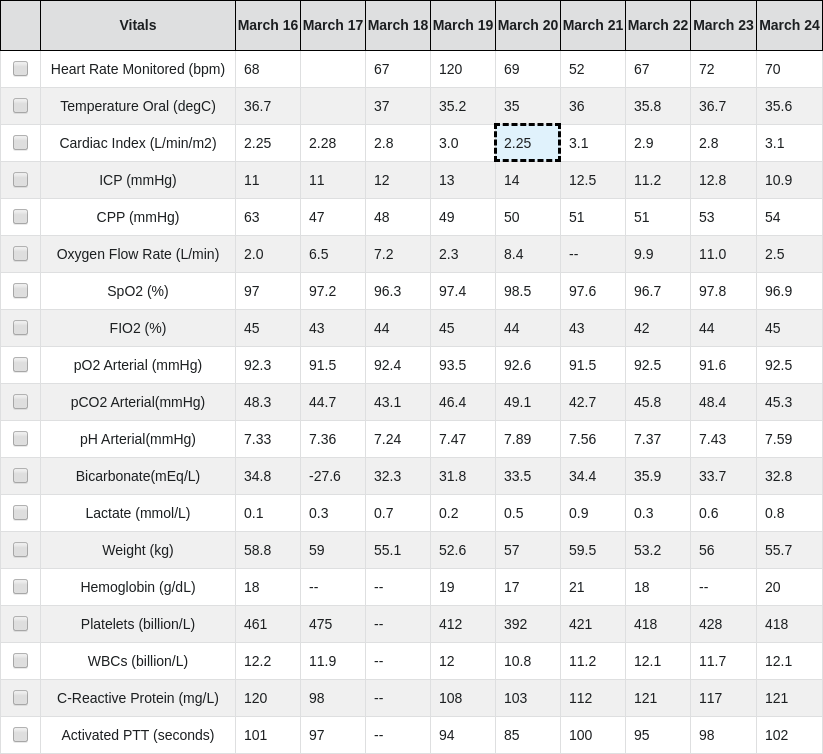 Vitals March 16 March 17 March 18 March 19 March 20 March 21 March 22 March 23 March 24
Heart Rate Monitored (bpm) 68 67 120 69 52 67 72 70
Temperature Oral (degC) 36.7 37 35.2 35 36 35.8 36.7 35.6
Cardiac Index (L/min/m2) 2.25 2.28 2.8 3.0 2.25 3.1 2.9 2.8 3.1
ICP (mmHg) 11 11 12 13 14 12.5 11.2 12.8 10.9
CPP (mmHg) 63 47 48 49 50 51 51 53 54
Oxygen Flow Rate (L/min) 2.0 6.5 7.2 2.3 8.4 -- 9.9 11.0 2.5
SpO2 (%) 97 97.2 96.3 97.4 98.5 97.6 96.7 97.8 96.9
FIO2 (%) 45 43 44 45 44 43 42 44 45
pO2 Arterial (mmHg) 92.3 91.5 92.4 93.5 92.6 91.5 92.5 91.6 92.5
pCO2 Arterial(mmHg) 48.3 44.7 43.1 46.4 49.1 42.7 45.8 48.4 45.3
pH Arterial(mmHg) 7.33 7.36 7.24 7.47 7.89 7.56 7.37 7.43 7.59
Bicarbonate(mEq/L) 34.8 -27.6 32.3 31.8 33.5 34.4 35.9 33.7 32.8
Lactate (mmol/L) 0.1 0.3 0.7 0.2 0.5 0.9 0.3 0.6 0.8
Weight (kg) 58.8 59 55.1 52.6 57 59.5 53.2 56 55.7
Hemoglobin (g/dL) 18 -- -- 19 17 21 18 -- 20
Platelets (billion/L) 461 475 -- 412 392 421 418 428 418
WBCs (billion/L) 12.2 11.9 -- 12 10.8 11.2 12.1 11.7 12.1
C-Reactive Protein (mg/L) 120 98 -- 108 103 112 121 117 121
Activated PTT (seconds) 101 97 -- 94 85 100 95 98 102